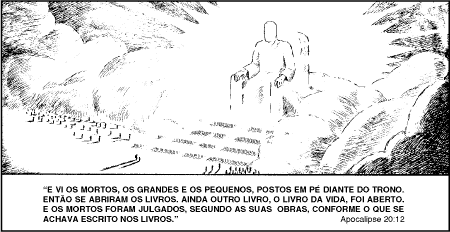 “E VI OS MORTOS, OS GRANDES E OS PEQUENOS, POSTOS EM PÉ DIANTE DO TRONO.
ENTÃO SE ABRIRAM OS LIVROS. AINDA OUTRO LIVRO, O LIVRO DA VIDA, FOI ABERTO.
E OS MORTOS FORAM JULGADOS, SEGUNDO AS SUAS OBRAS, CONFORME O QUE SE
ACHAVA ESCRITO NOS LIVROS.” Apocalipse 20:12